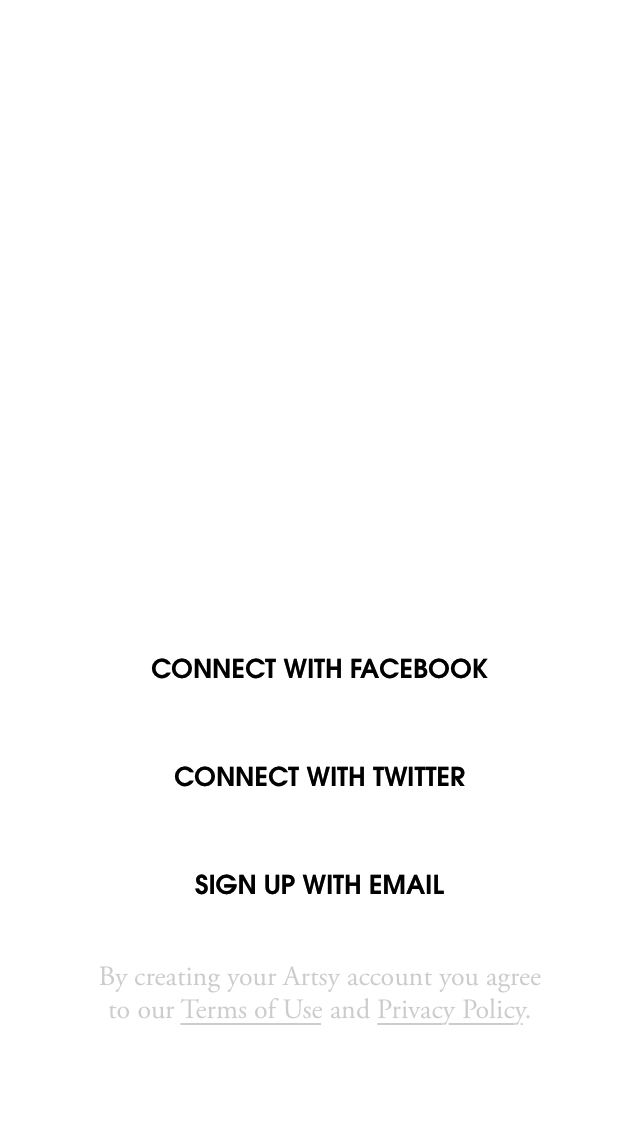 CONNECT WITH FACEBOOK
CONNECT WITH TWITTER
SIGN UP WITH EMAIL
By creating your Artsy account you agree
to our Terms of Use and Privacy Policy.